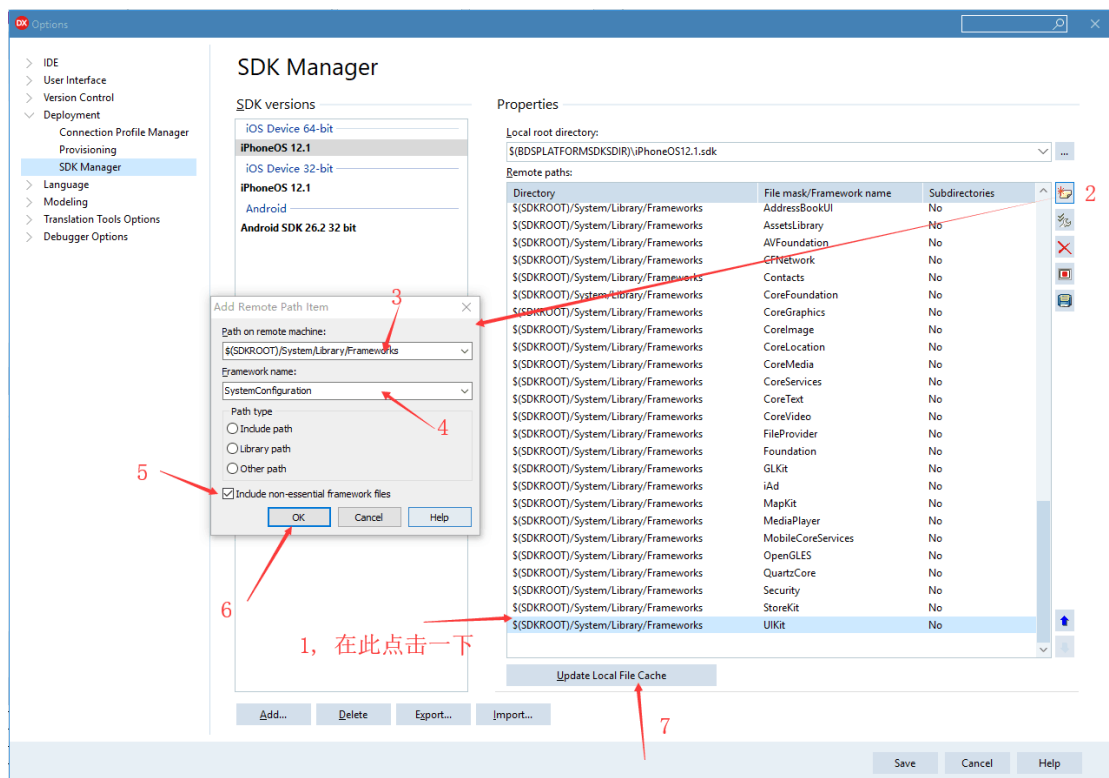 DX Options
IDE
User Interface
Version Control
Deployment
Connection Profile Manager
Provisioning
SDK Manager
Language
Modeling
Translation Tools Options
Debugger Options
SDK Manager
SDK versions
iOS Device 64-bit
iPhoneOS 12.1
iOS Device 32-bit
iPhoneOS 12.1
Android
Android SDK 26.2 32 bit
Properties
Local root directory:
$(BDSPLATFORMSDKSDIR)\iPhoneOS12.1.sdk
...
Remote paths:
Directory File mask/Framework name Subdirectories
$(SDKROOT)/System/Library/Frameworks AddressBookUI No
$(SDKROOT)/System/Library/Frameworks AssetsLibrary No
$(SDKROOT)/System/Library/Frameworks AVFoundation No
$(SDKROOT)/System/Library/Frameworks CFNetwork No
$(SDKROOT)/System/Library/Frameworks Contacts No
$(SDKROOT)/System/Library/Frameworks CoreFoundation No
$(SDKROOT)/System/Library/Frameworks CoreGraphics No
$(SDKROOT)/System/Library/Frameworks CoreImage No
$(SDKROOT)/System/Library/Frameworks CoreLocation No
$(SDKROOT)/System/Library/Frameworks CoreMedia No
$(SDKROOT)/System/Library/Frameworks CoreServices No
$(SDKROOT)/System/Library/Frameworks CoreText No
$(SDKROOT)/System/Library/Frameworks CoreVideo No
$(SDKROOT)/System/Library/Frameworks FileProvider No
$(SDKROOT)/System/Library/Frameworks Foundation No
$(SDKROOT)/System/Library/Frameworks GLKit No
$(SDKROOT)/System/Library/Frameworks iAd No
$(SDKROOT)/System/Library/Frameworks MapKit No
$(SDKROOT)/System/Library/Frameworks MediaPlayer No
$(SDKROOT)/System/Library/Frameworks MobileCoreServices No
$(SDKROOT)/System/Library/Frameworks OpenGLES No
$(SDKROOT)/System/Library/Frameworks QuartzCore No
$(SDKROOT)/System/Library/Frameworks Security No
$(SDKROOT)/System/Library/Frameworks StoreKit No
$(SDKROOT)/System/Library/Frameworks UIKit No
2
Add Remote Path Item
3
Path on remote machine:
$(SDKROOT)/System/Library/Frameworks
Framework name:
SystemConfiguration
4
Path type
Include path
Library path
Other path
5
Include non-essential framework files
OK Cancel Help
6
1, 在此点击一下
Update Local File Cache
7
Add... Delete Export... Import...
Save Cancel Help